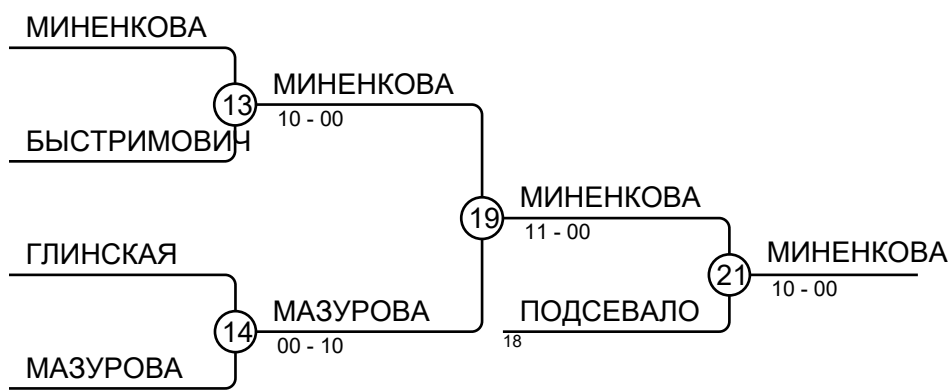 МИНЕНКОВА
МИНЕНКОВА
13
10 - 00
БЫСТРИМОВИЧ
МИНЕНКОВА
19
11 - 00
ГЛИНСКАЯ
МИНЕНКОВА
21
10 - 00
МАЗУРОВА
ПОДСЕВАЛО
14
00 - 10
18
МАЗУРОВА